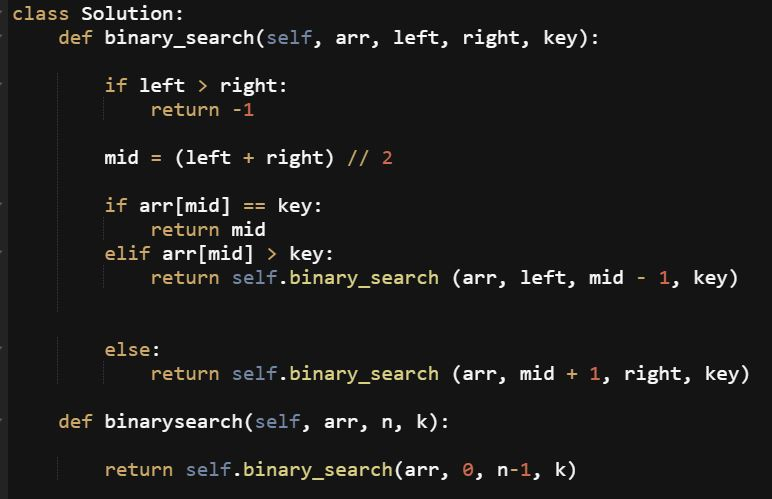 class Solution:
    def binary_search(self, arr, left, right, key):
        if left > right:
            return -1
        mid = (left + right) // 2
        if arr[mid] == key:
            return mid
        elif arr[mid] > key:
            return self.binary_search (arr, left, mid - 1, key)
        else:
            return self.binary_search (arr, mid + 1, right, key)
    def binarysearch(self, arr, n, k):
        return self.binary_search(arr, 0, n-1, k)